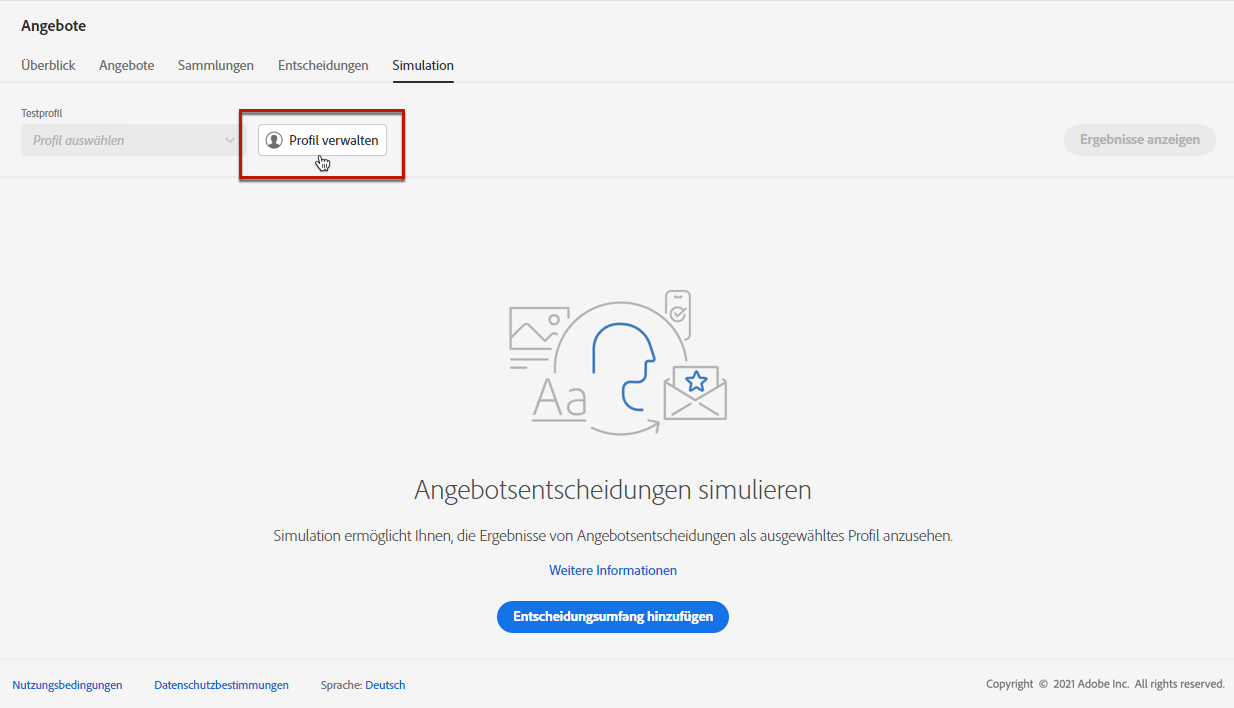 Angebote
Überblick Angebote Sammlungen Entscheidungen Simulation
Testprofil
Profil auswählen Profil verwalten Ergebnisse anzeigen
Aa
Angebotsentscheidungen simulieren
Simulation ermöglicht Ihnen, die Ergebnisse von Angebotsentscheidungen als ausgewähltes Profil anzusehen.
Weitere Informationen
Entscheidungsumfang hinzufügen
Nutzungsbedingungen Datenschutzbestimmungen Sprache: Deutsch Copyright © 2021 Adobe Inc. All rights reserved.